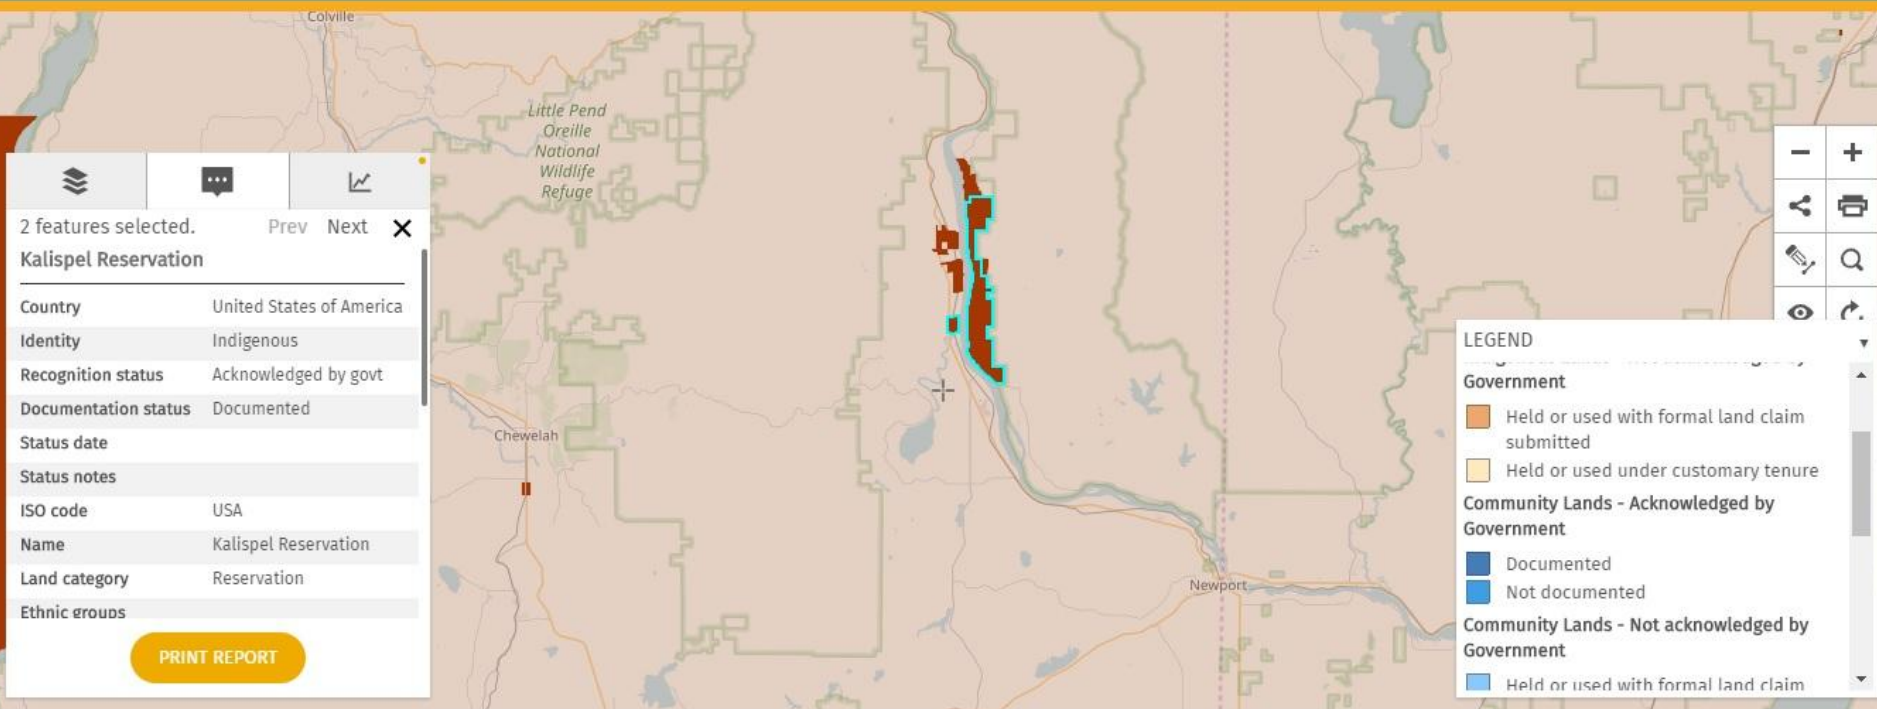 Colville
Little Pend
Oreille
National
Wildlife
Refuge
2 features selected. Prev Next
Kalispel Reservation
Country United States of America
Identity Indigenous
Recognition status Acknowledged by govt
Documentation status Documented
Status date
Status notes
ISO code USA
Name Kalispel Reservation
Land category Reservation
Ethnic groups
PRINT REPORT
Chewelah
Newport
LEGEND
Government
Held or used with formal land claim
submitted
Held or used under customary tenure
Community Lands - Acknowledged by
Government
Documented
Not documented
Community Lands - Not acknowledged by
Government
Held or used with formal land claim